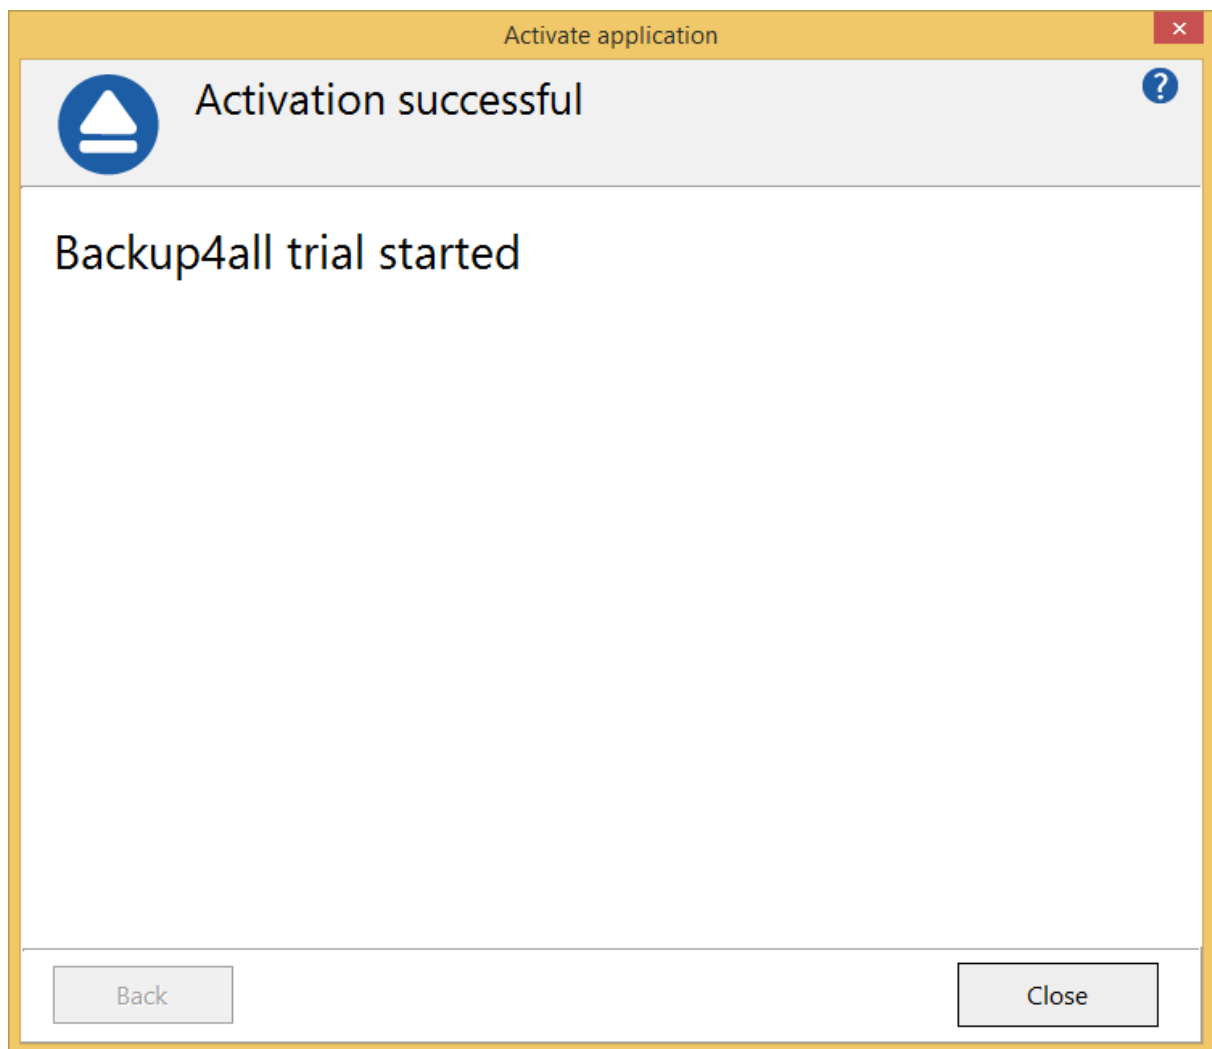 Activate application
Activation successful
?
Backup4all trial started
Back
Close